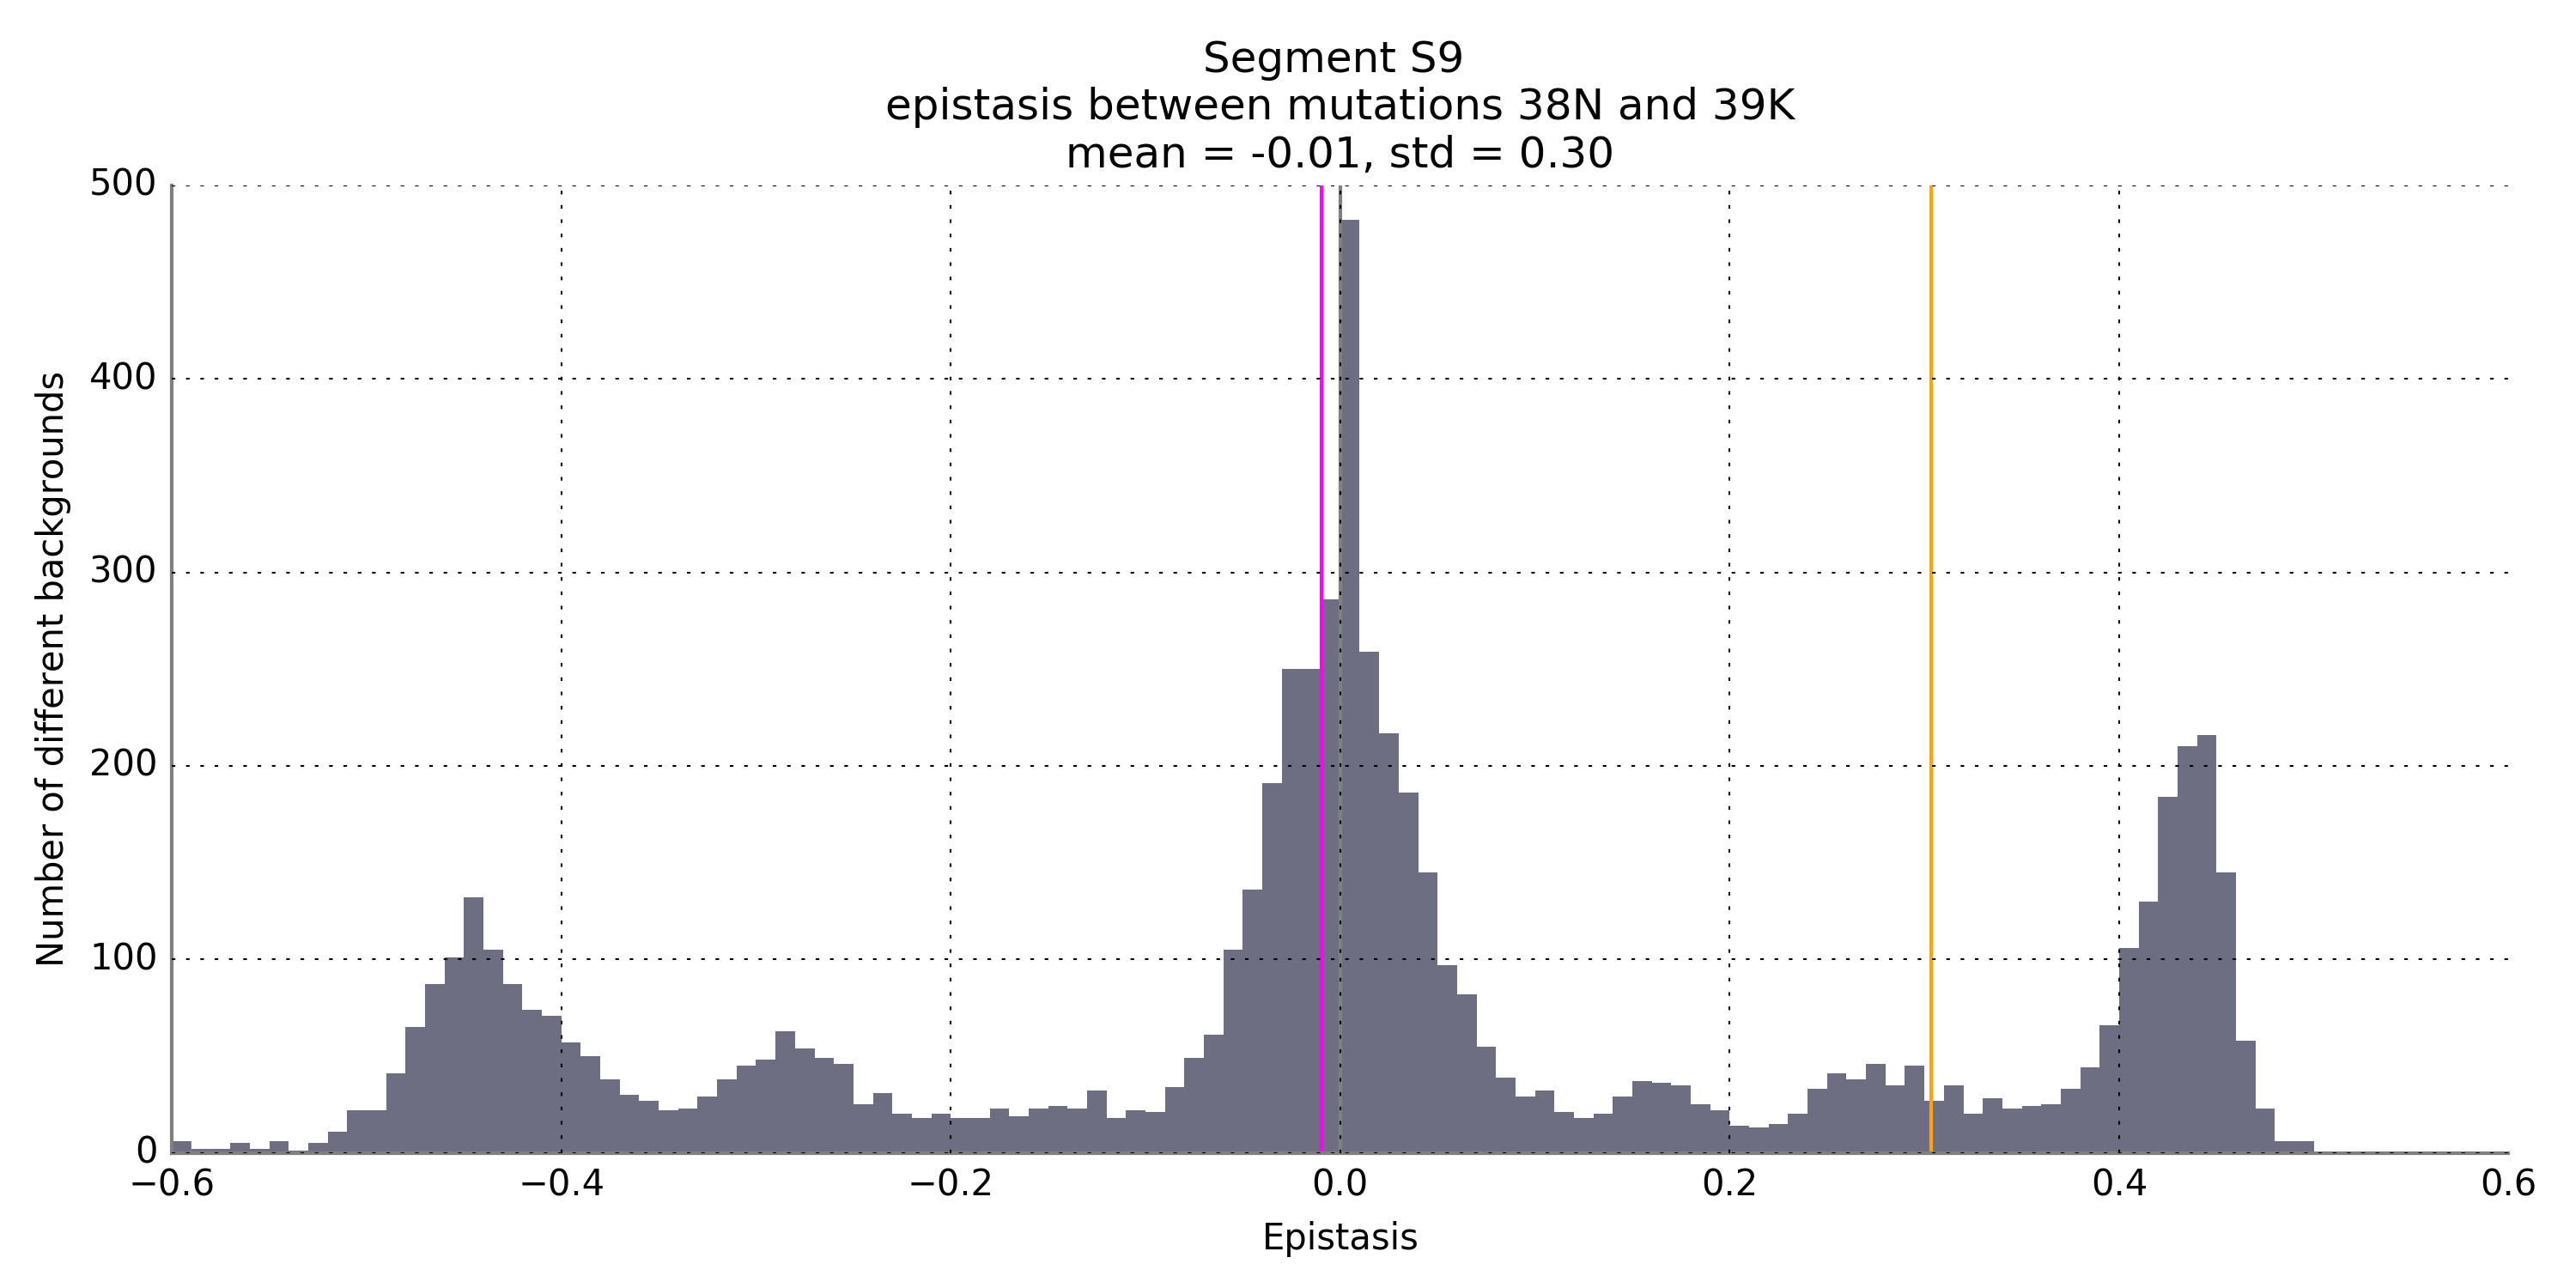 Segment S9
epistasis between mutations 38N and 39K
mean = -0.01, std = 0.30
500
400
300
200
100
0
Number of different backgrounds
−0.6
−0.4
−0.2
0.0
0.2
0.4
0.6
Epistasis